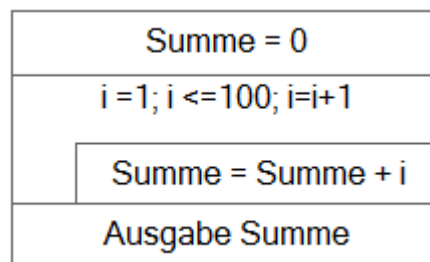 Summe = 0
i =1; i <=100; i=i+1
Summe = Summe + i
Ausgabe Summe